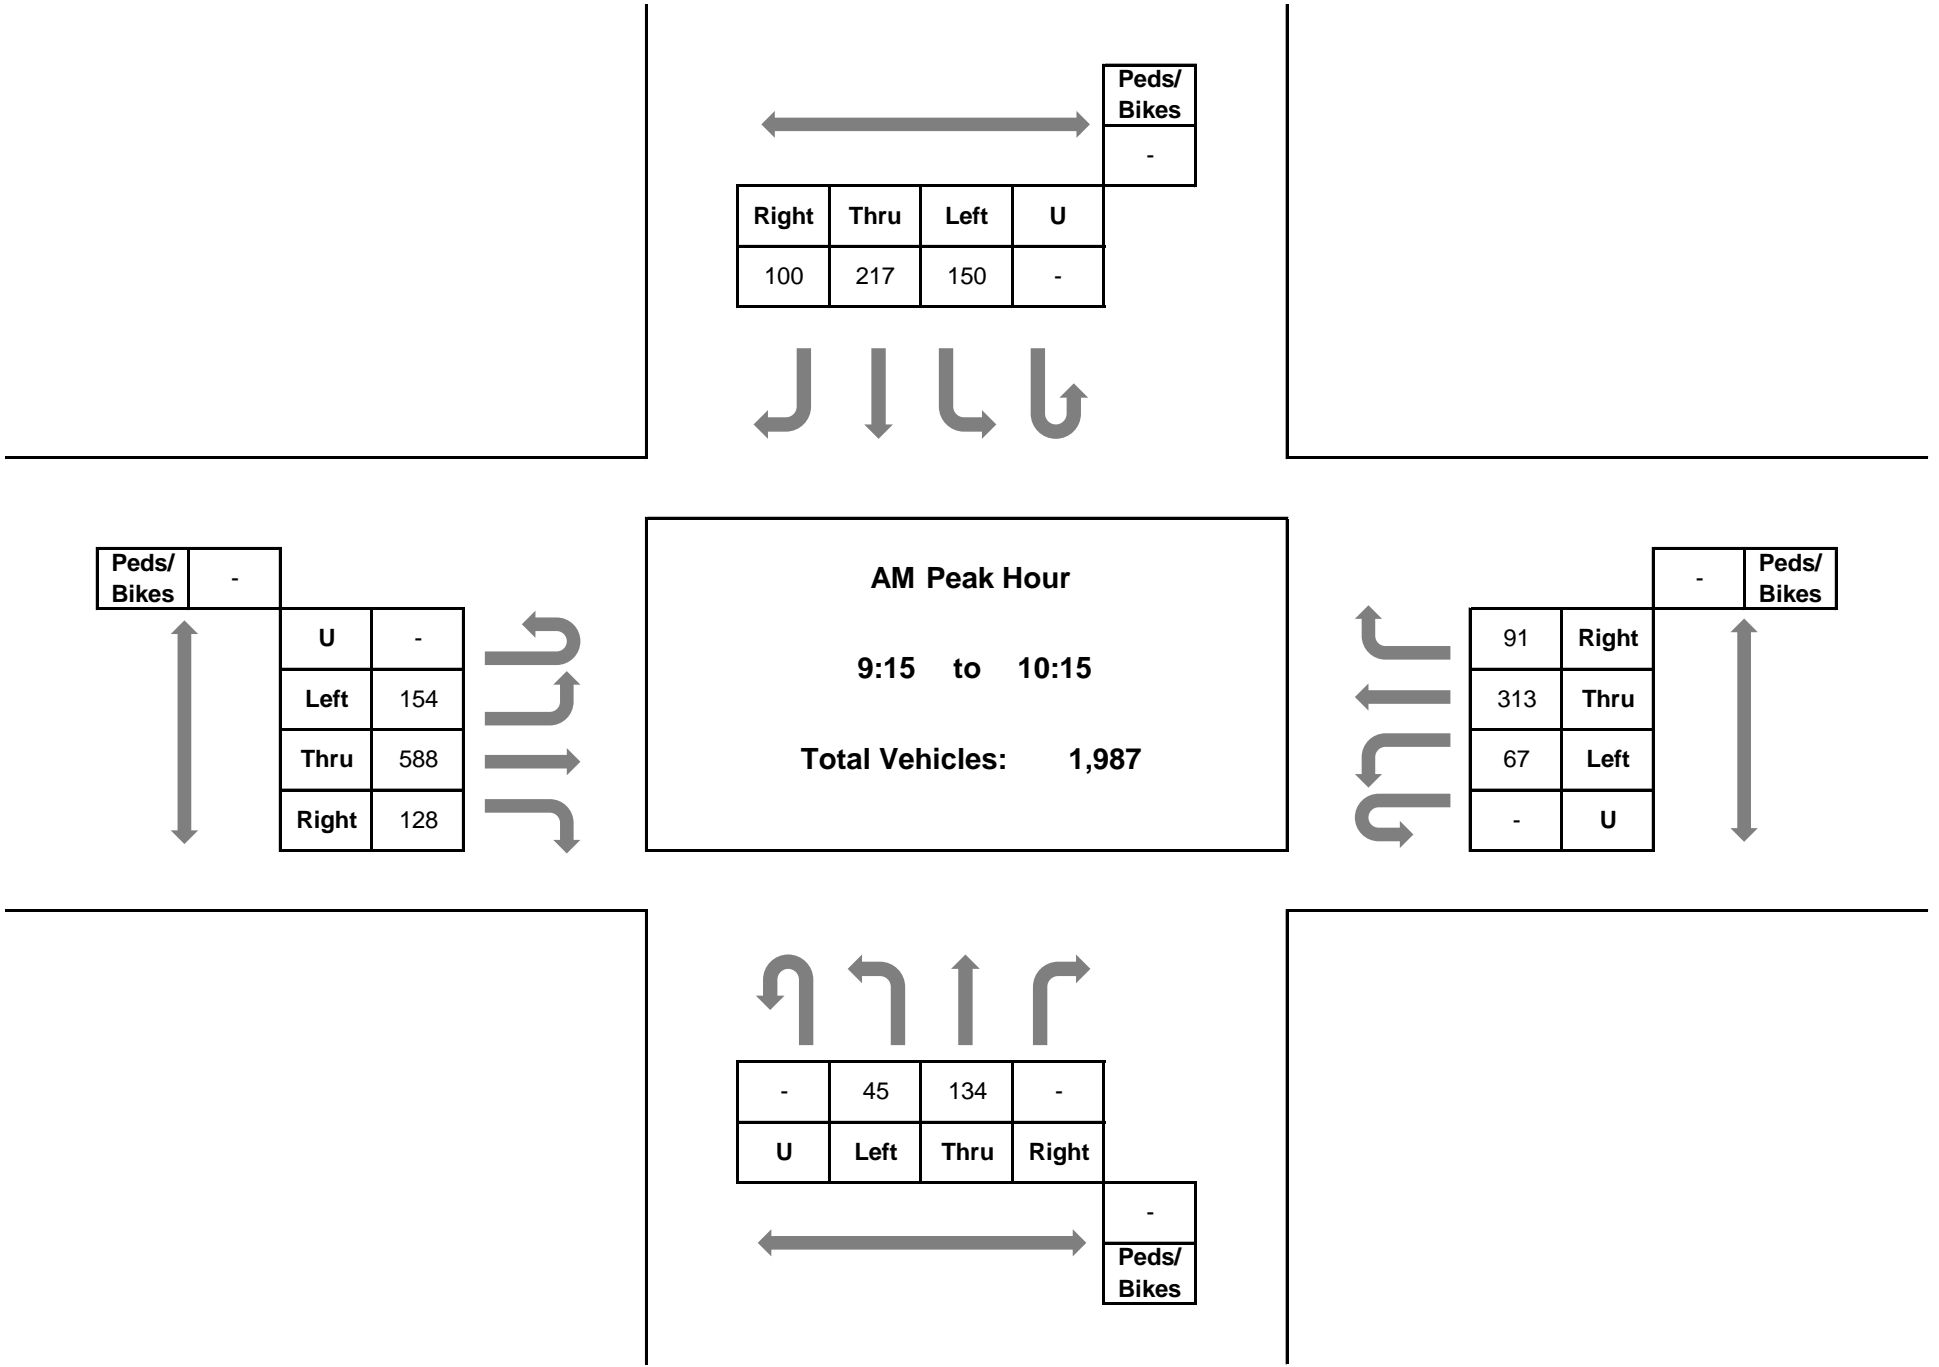 Peds/
Bikes
-
Right Thru Left U
100 217 150 -
Peds/
Bikes
-
U -
Left 154
Thru 588
Right 128
AM Peak Hour
9:15 to 10:15
Total Vehicles: 1,987
- Peds/
Bikes
91 Right
313 Thru
67 Left
- U
- 45 134 -
U Left Thru Right
-
Peds/
Bikes